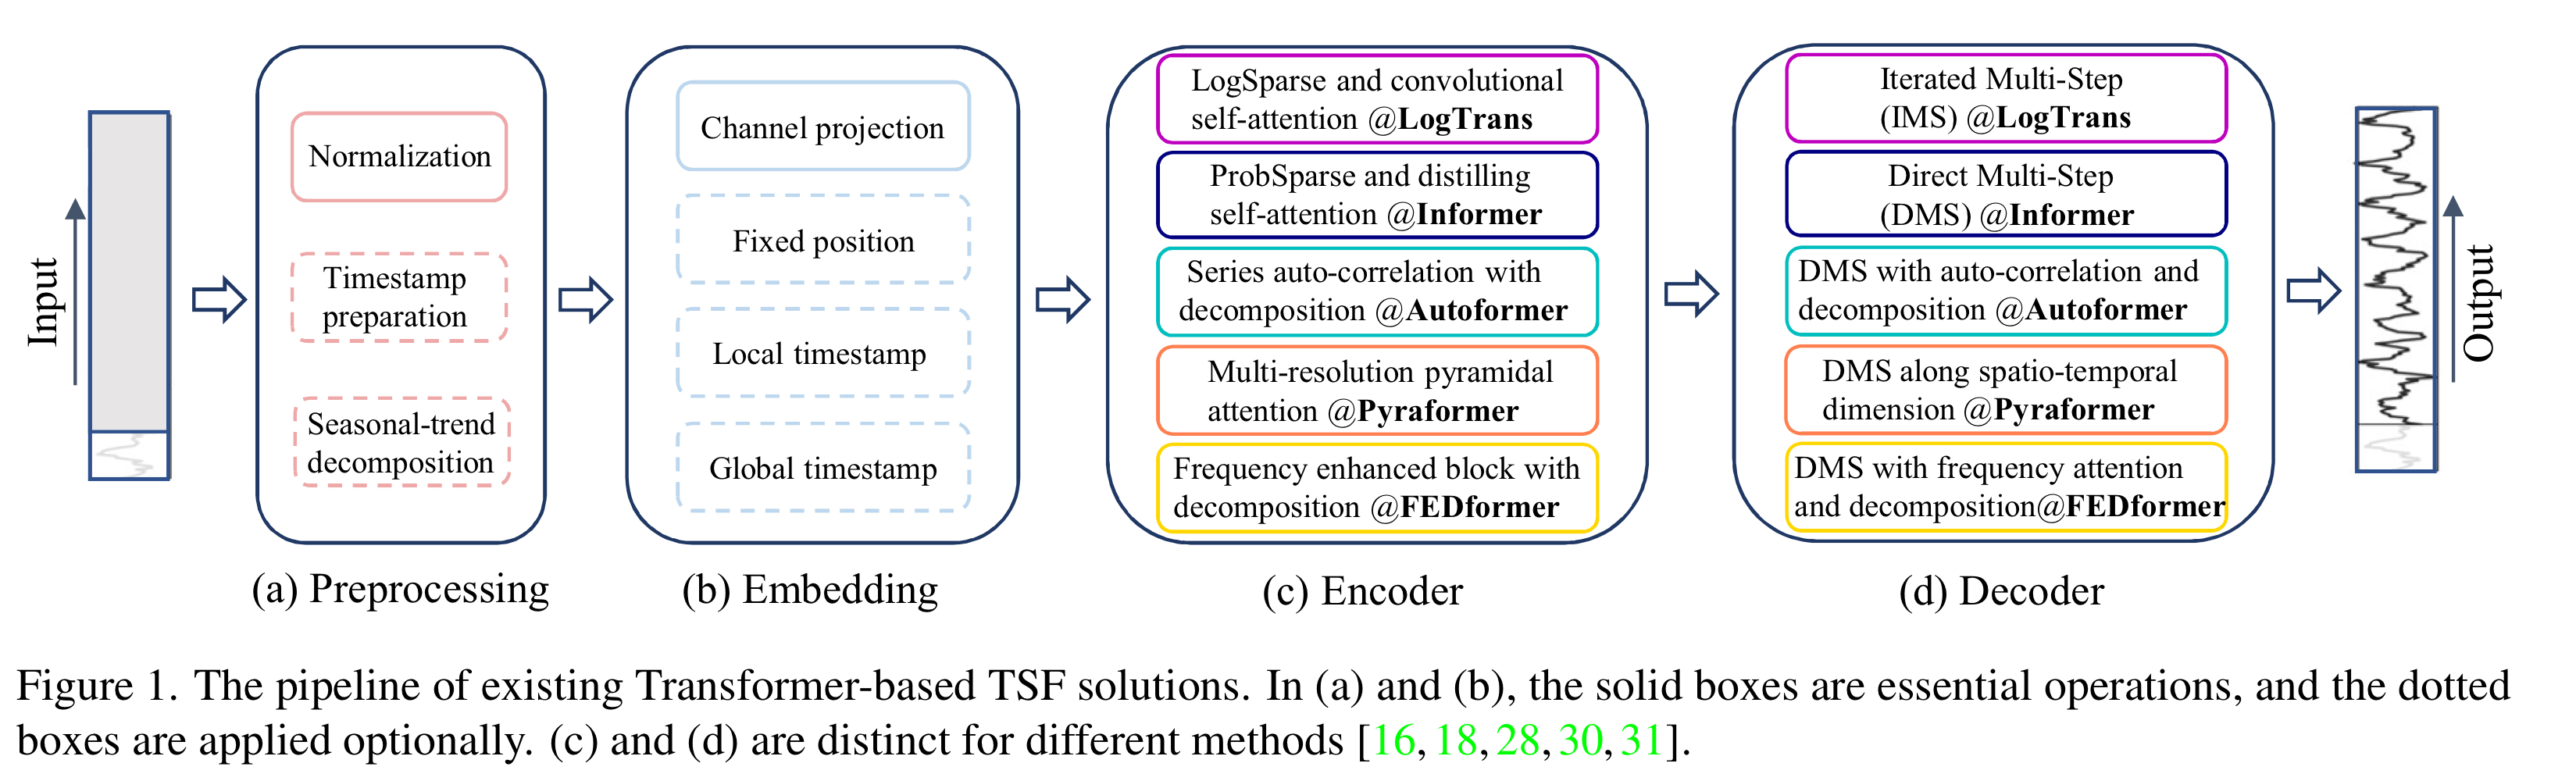 Input
Normalization
Timestamp
preparation
Seasonal-trend
decomposition
(a) Preprocessing
Channel projection
Fixed position
Local timestamp
Global timestamp
(b) Embedding
LogSparse and convolutional
self-attention @LogTrans
ProbSparse and distilling
self-attention @Informer
Series auto-correlation with
decomposition @Autoformer
Multi-resolution pyramidal
attention @Pyraformer
Frequency enhanced block with
decomposition @FEDformer
(c) Encoder
Iterated Multi-Step
(IMS) @LogTrans
Direct Multi-Step
(DMS) @Informer
DMS with auto-correlation and
decomposition @Autoformer
DMS along spatio-temporal
dimension @Pyraformer
DMS with frequency attention
and decomposition@FEDformer
(d) Decoder
Output
Figure 1. The pipeline of existing Transformer-based TSF solutions. In (a) and (b), the solid boxes are essential operations, and the dotted
boxes are applied optionally. (c) and (d) are distinct for different methods [16, 18, 28, 30, 31].